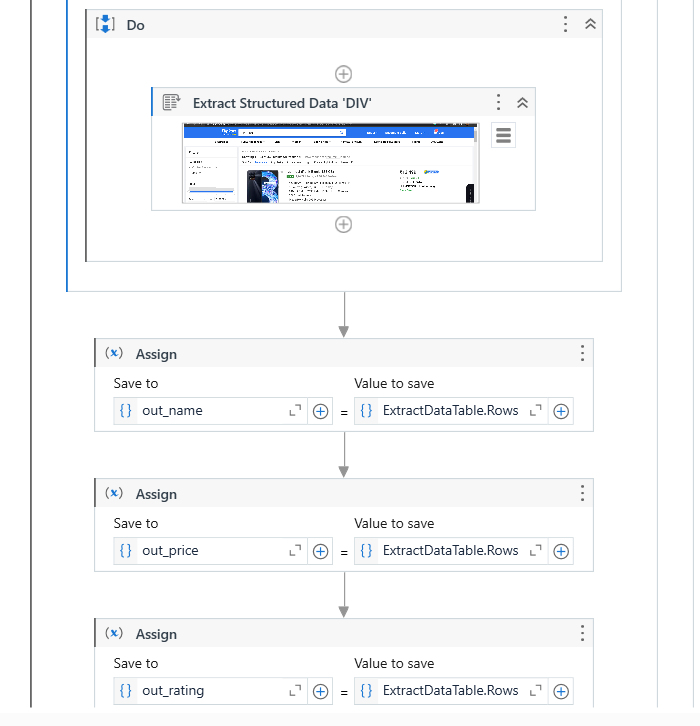 Do
Extract Structured Data 'DIV'
Assign
Save to Value to save
out_name = ExtractDataTable.Rows
Assign
Save to Value to save
out_price = ExtractDataTable.Rows
Assign
Save to Value to save
out_rating = ExtractDataTable.Rows